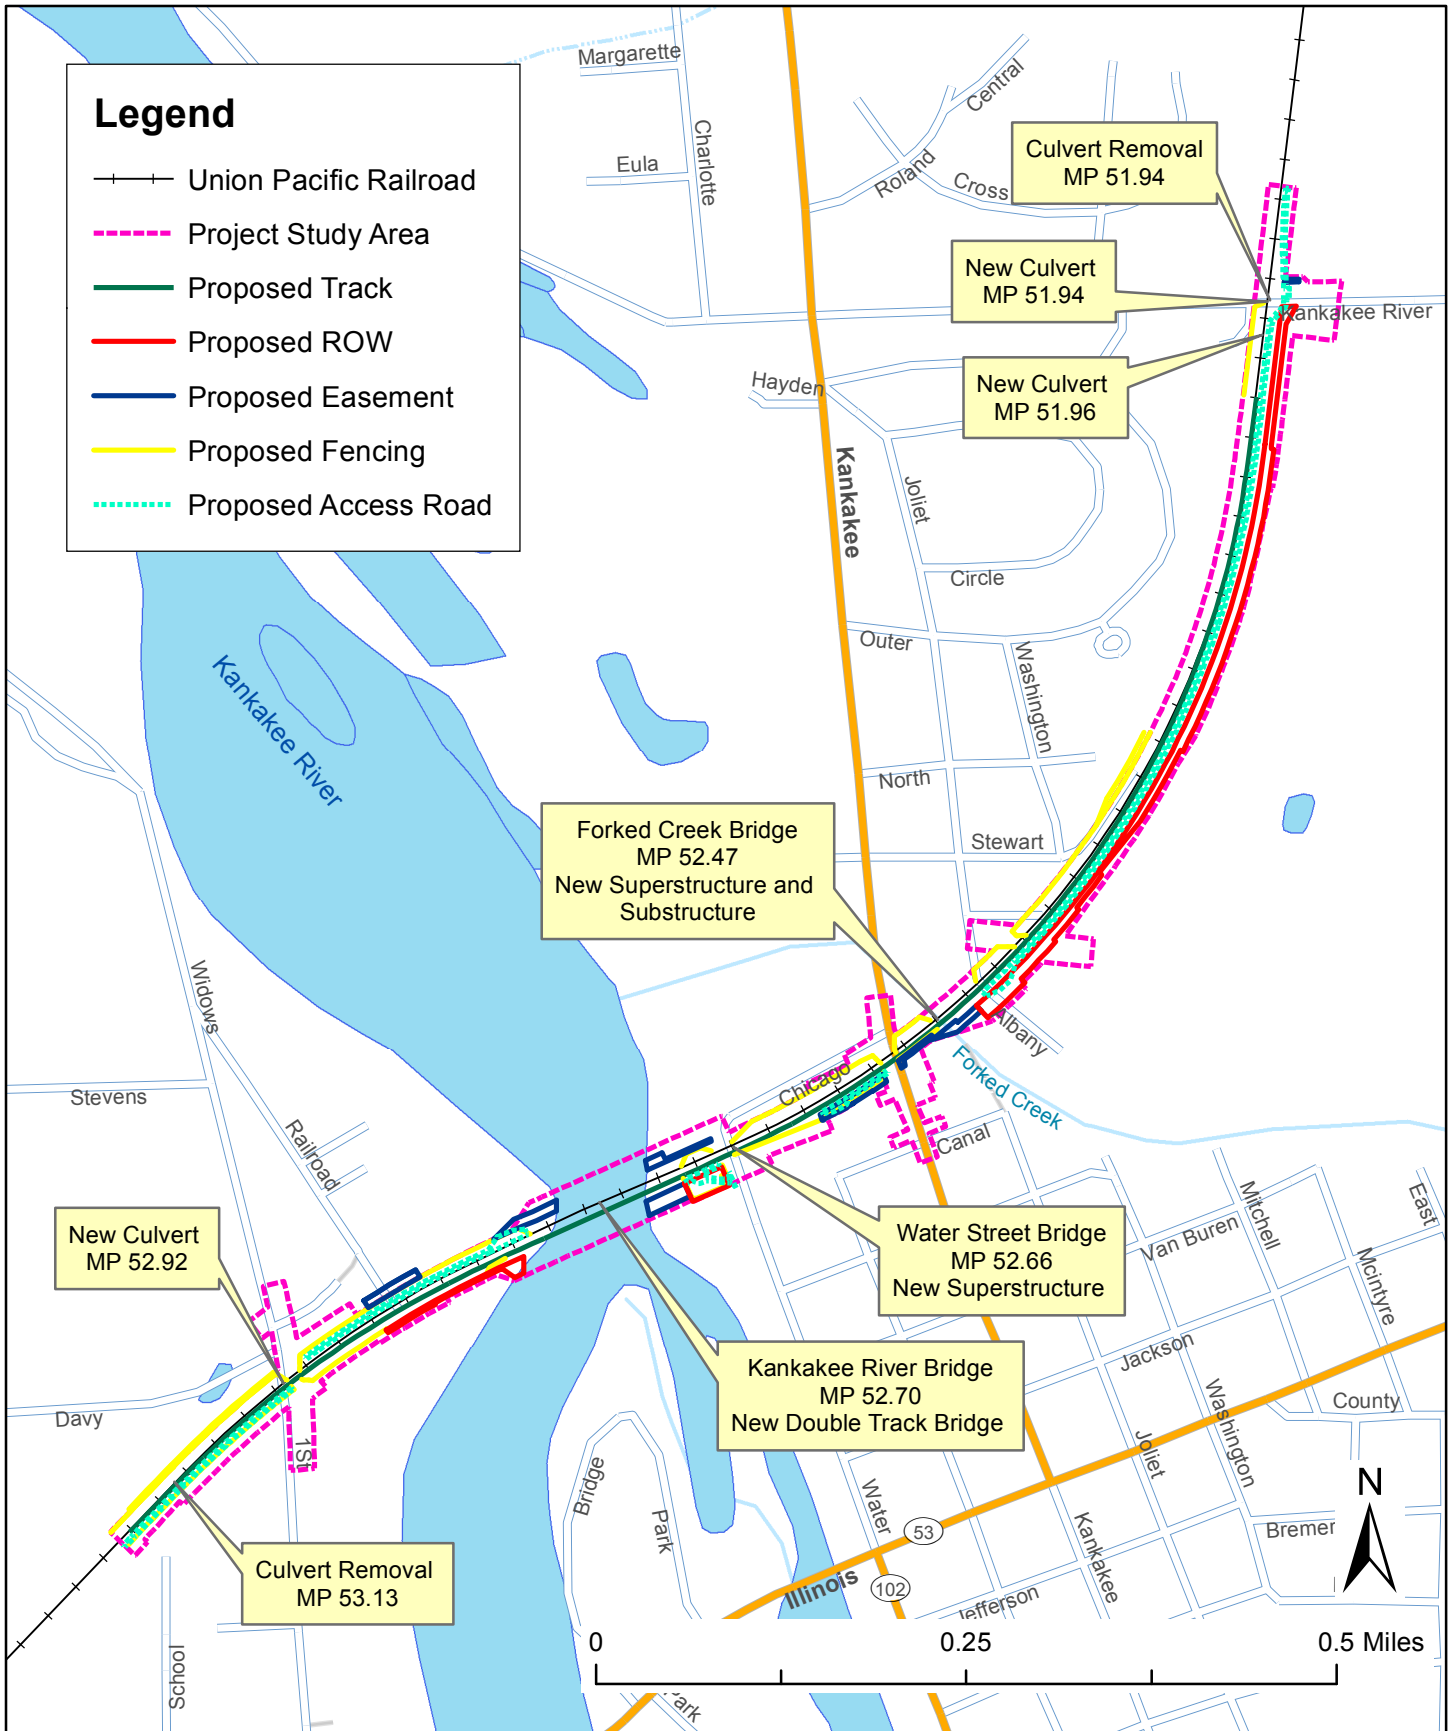 Legend
Union Pacific Railroad
Project Study Area
Proposed Track
Proposed ROW
Proposed Easement
Proposed Fencing
Proposed Access Road
Margarette
Eula
Charlotte
Central
Roland
Cross
Culvert Removal
MP 51.94
New Culvert
MP 51.94
Kankakee River
New Culvert
MP 51.96
Hayden
Kankakee
Joliet
Circle
Outer
Washington
Kankakee River
North
Stewart
Forked Creek Bridge
MP 52.47
New Superstructure and
Substructure
Widows
Albany
Forked Creek
Chicago
Stevens
Railroad
Canal
Van Buren
Mitchell
East
Mcintyre
New Culvert
MP 52.92
Water Street Bridge
MP 52.66
New Superstructure
Kankakee River Bridge
MP 52.70
New Double Track Bridge
Jackson
County
Davy
1St
Washington
Joliet
Bridge
Park
Water
53
Kankakee
Bremer
N
Culvert Removal
MP 53.13
Illinois
102
Jefferson
School
0
0.25
0.5 Miles
Park